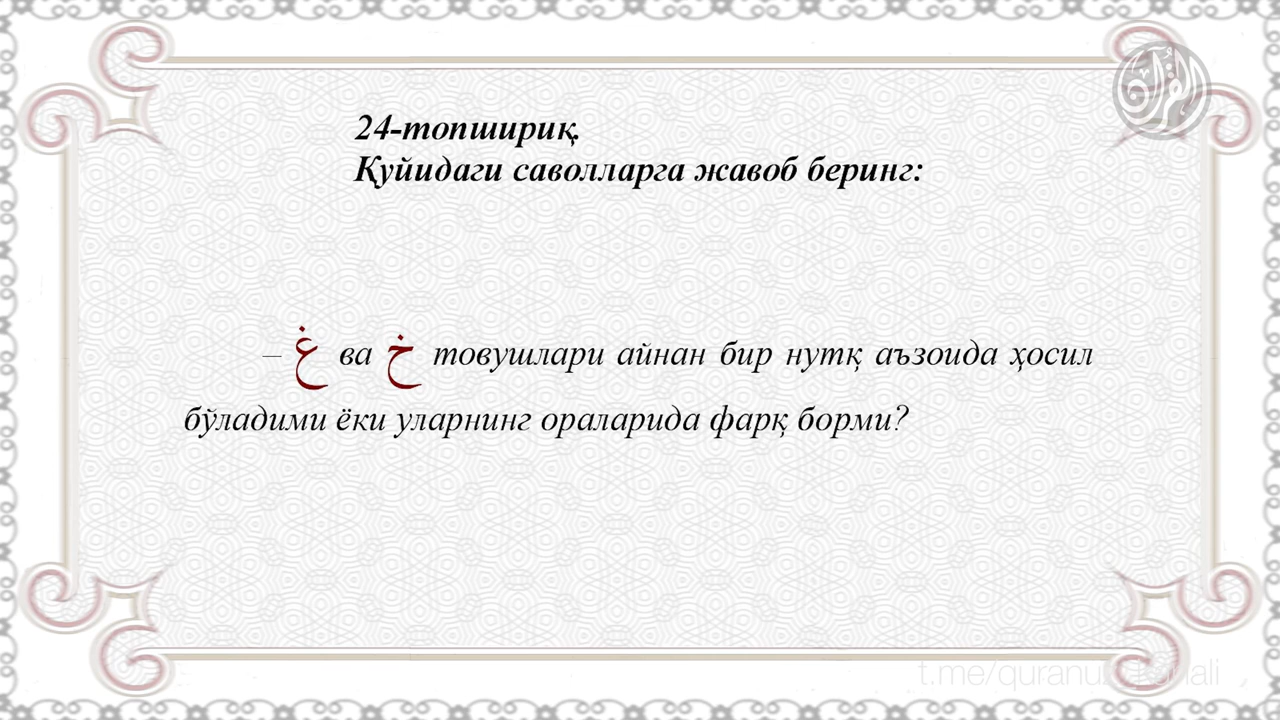 القرآن
24-топшириқ.
Қуйидаги саволларга жавоб беринг:
– غ ва خ товушлари айнан бир нутқ аъзоида ҳосил
бўладими ёки уларнинг ораларида фарқ борми?